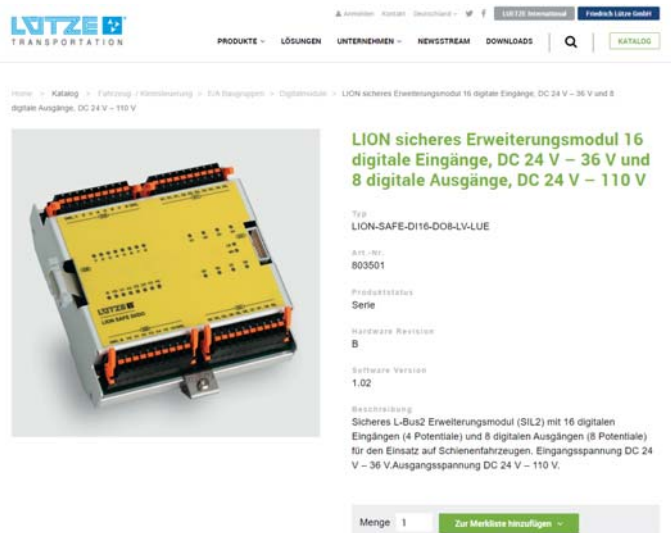 LÜTZE
TRANSPORTATION
Anmelden Kontakt Deutschland LUETZE International Friedrich Lütze GmbH
PRODUKTE LÖSUNGEN UNTERNEHMEN NEWSSTREAM DOWNLOADS KATALOG
Home > Katalog > Fahrzeug- / Kleinsteuerung > E/A Baugruppen > Digitalmodule > LION sicheres Erweiterungsmodul 16 digitale Eingänge, DC 24 V – 36 V und 8
digitale Ausgänge, DC 24 V – 110 V
LION sicheres Erweiterungsmodul 16
digitale Eingänge, DC 24 V – 36 V und
8 digitale Ausgänge, DC 24 V – 110 V
Typ
LION-SAFE-DI16-DO8-LV-LUE
Art.-Nr.
803501
Produktstatus
Serie
Hardware Revision
B
Software Version
1.02
Beschreibung
Sicheres L-Bus2 Erweiterungsmodul (SIL2) mit 16 digitalen
Eingängen (4 Potentiale) und 8 digitalen Ausgängen (8 Potentiale)
für den Einsatz auf Schienenfahrzeugen. Eingangsspannung DC 24
V – 36 V.Ausgangsspannung DC 24 V – 110 V.
LÜTZE
LION SAFE DIDO
Menge 1 Zur Merkliste hinzufügen